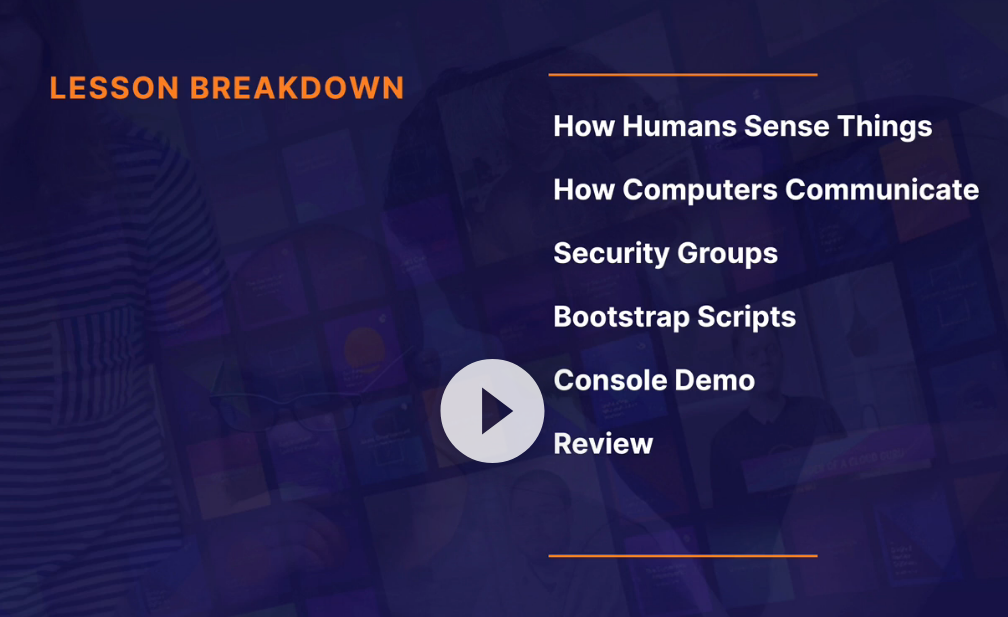 LESSON BREAKDOWN
How Humans Sense Things
How Computers Communicate
Security Groups
Bootstrap Scripts
Console Demo
Review